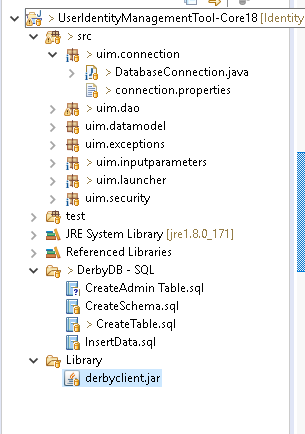 > UserIdentityManagementTool-Core18 [Identity
> src
> uim.connection
> DatabaseConnection.java
> connection.properties
> uim.dao
uim.datamodel
uim.exceptions
> uim.inputparameters
> uim.launcher
uim.security
test
JRE System Library [jre1.8.0_171]
Referenced Libraries
> DerbyDB - SQL
CreateAdmin Table.sql
CreateSchema.sql
> CreateTable.sql
InsertData.sql
Library
derbyclient.jar